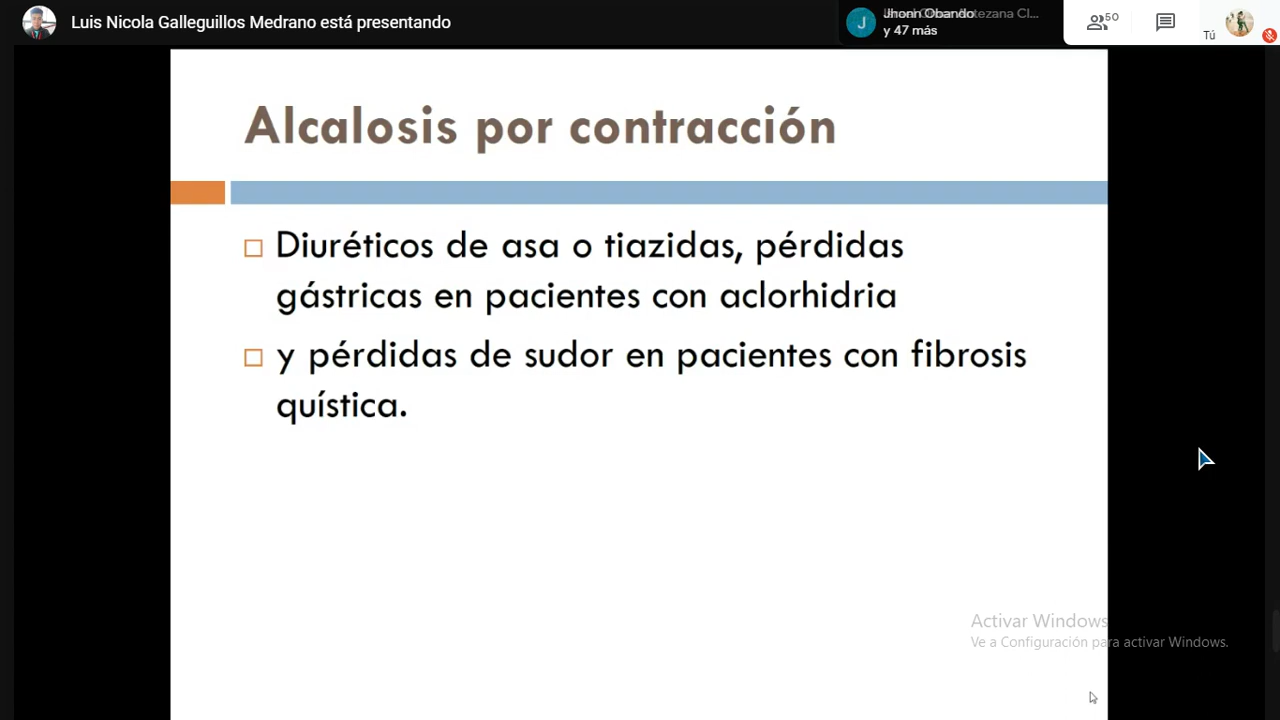 Luis Nicola Galleguillos Medrano está presentando
Jhonn Obando
y 47 más
50
Tú
J
Alcalosis por contracción
Diuréticos de asa o tiazidas, pérdidas
gástricas en pacientes con aclorhidria
y pérdidas de sudor en pacientes con fibrosis
quística.
Activar Windows
Ve a Configuración para activar Windows.